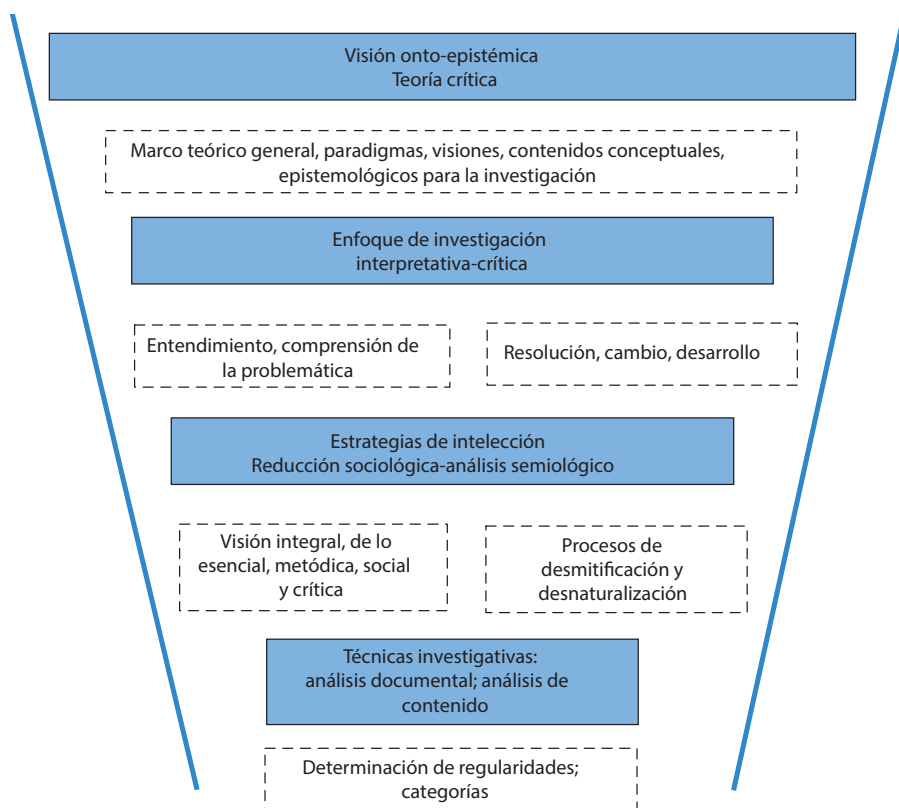 Visión onto-epistémica
Teoría crítica
Marco teórico general, paradigmas, visiones, contenidos conceptuales,
epistemológicos para la investigación
Enfoque de investigación
interpretativa-crítica
Entendimiento, comprensión de
la problemática
Resolución, cambio, desarrollo
Estrategias de intelección
Reducción sociológica-análisis semiológico
Visión integral, de lo
esencial, metódica, social
y crítica
Procesos de
desmitificación y
desnaturalización
Técnicas investigativas:
análisis documental; análisis de
contenido
Determinación de regularidades;
categorías